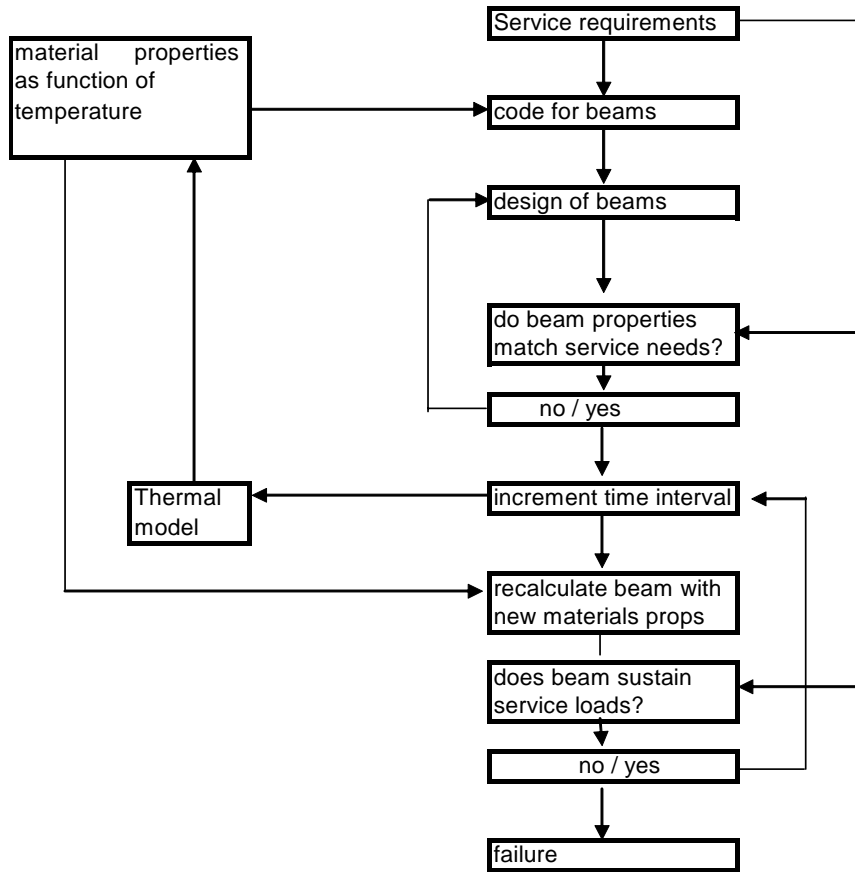 Service requirements
material properties
as function of
temperature
code for beams
design of beams
do beam properties
match service needs?
no / yes
Thermal
model
increment time interval
recalculate beam with
new materials props
does beam sustain
service loads?
no / yes
failure